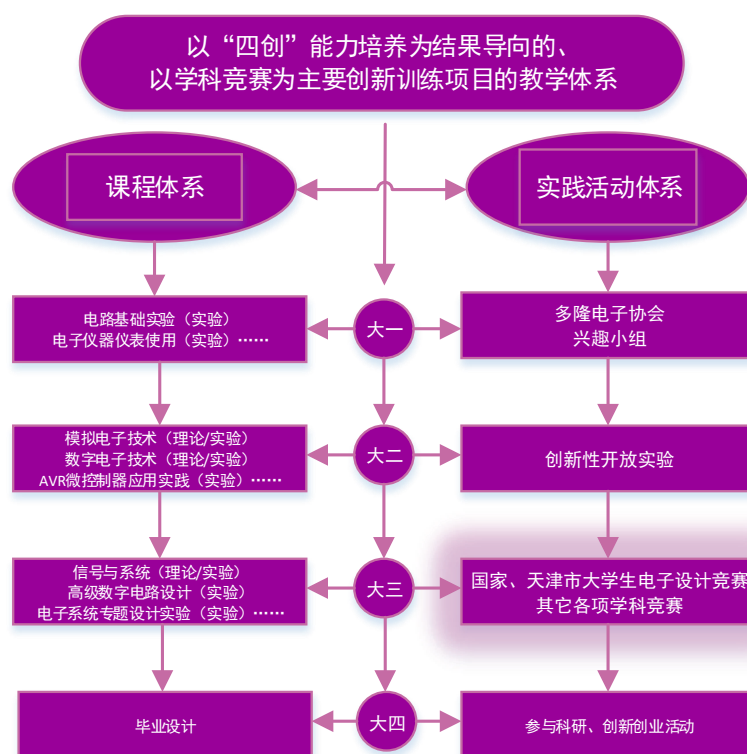 以“四创”能力培养为结果导向的、
以学科竞赛为主要创新训练项目的教学体系
课程体系
实践活动体系
电路基础实验（实验）
电子仪器仪表使用（实验）……
大一
多隆电子协会
兴趣小组
模拟电子技术（理论/实验）
数字电子技术（理论/实验）
AVR微控制器应用实践（实验）……
大二
创新性开放实验
信号与系统（理论/实验）
高级数字电路设计（实验）
电子系统专题设计实验（实验）……
大三
国家、天津市大学生电子设计竞赛
其它各项学科竞赛
毕业设计
大四
参与科研、创新创业活动